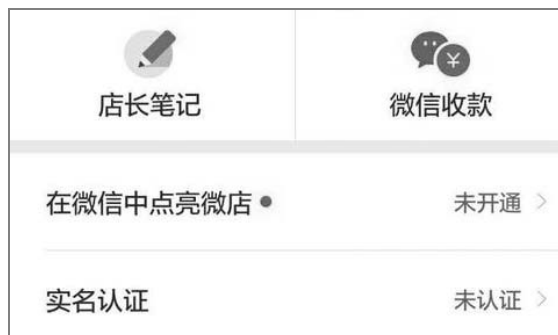 店长笔记
微信收款
在微信中点亮微店
未开通
实名认证
未认证